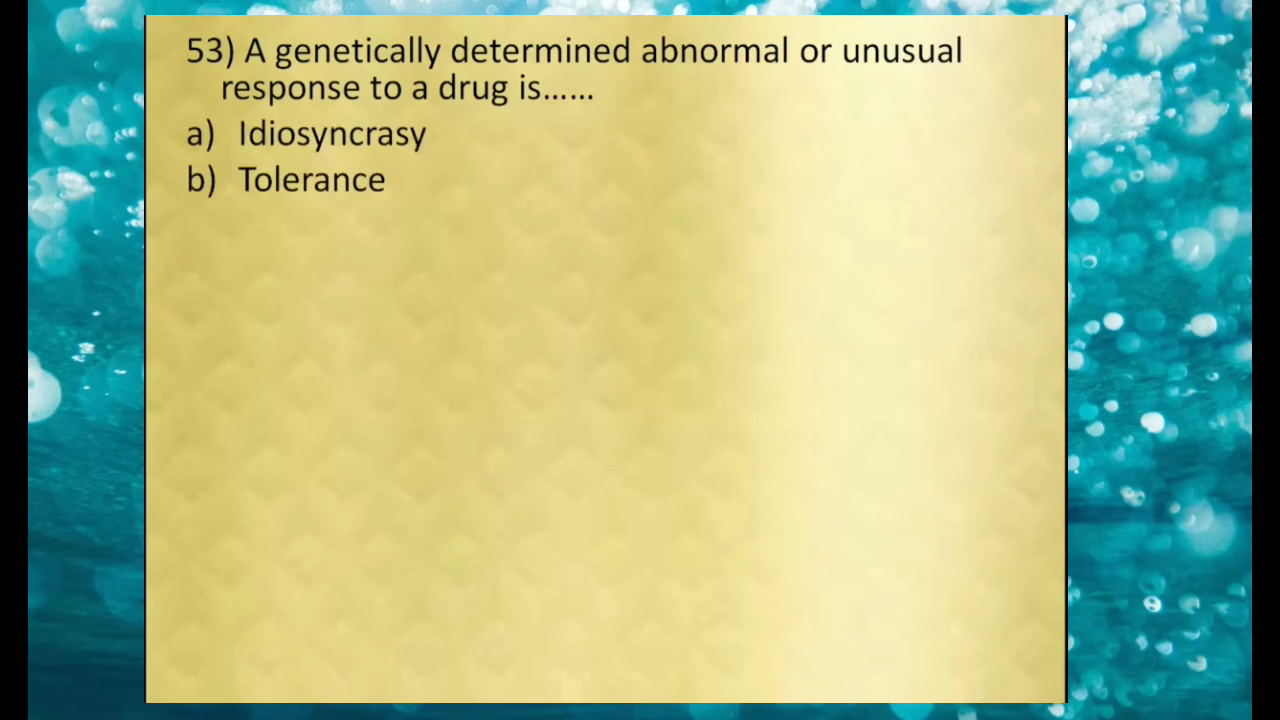 53) A genetically determined abnormal or unusual
response to a drug is......
a) Idiosyncrasy
b) Tolerance